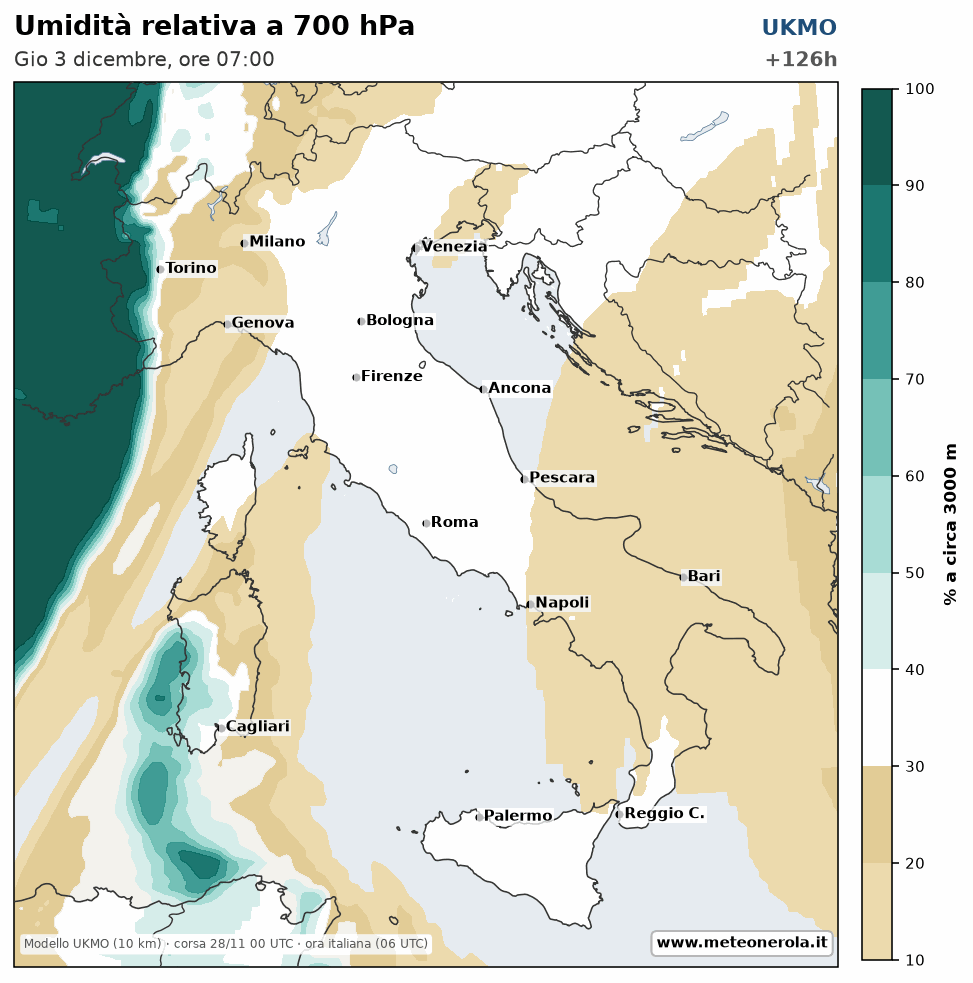 Umidità relativa a 700 hPa
UKMO
Gio 3 dicembre, ore 07:00
+126h
100
90
80
70
60
50
40
30
20
10
% a circa 3000 m
Milano
Venezia
Torino
Genova
Bologna
Firenze
Ancona
Pescara
Roma
Bari
Napoli
Cagliari
Palermo
Reggio C.
Modello UKMO (10 km) · corsa 28/11 00 UTC · ora italiana (06 UTC)
www.meteonerola.it